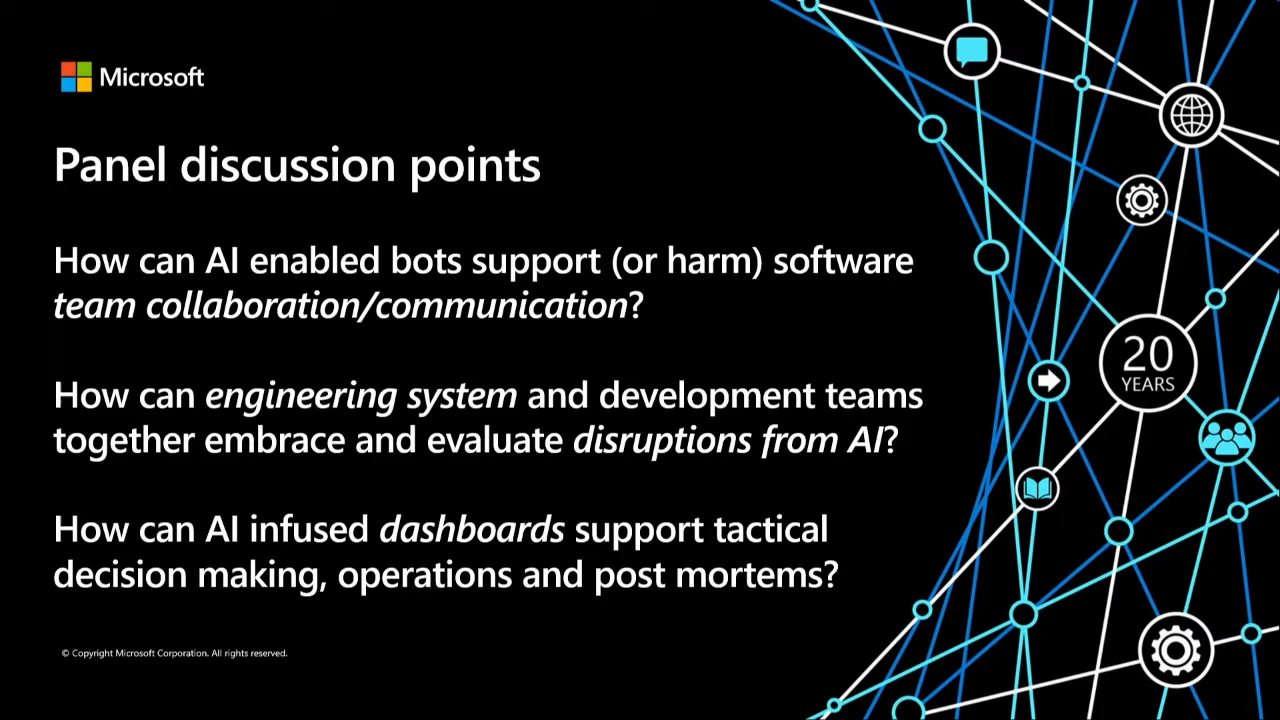 Microsoft
Panel discussion points
How can AI enabled bots support (or harm) software
team collaboration/communication?
How can engineering system and development teams
together embrace and evaluate disruptions from AI?
How can AI infused dashboards support tactical
decision making, operations and post mortems?
© Copyright Microsoft Corporation. All rights reserved.
20
YEARS